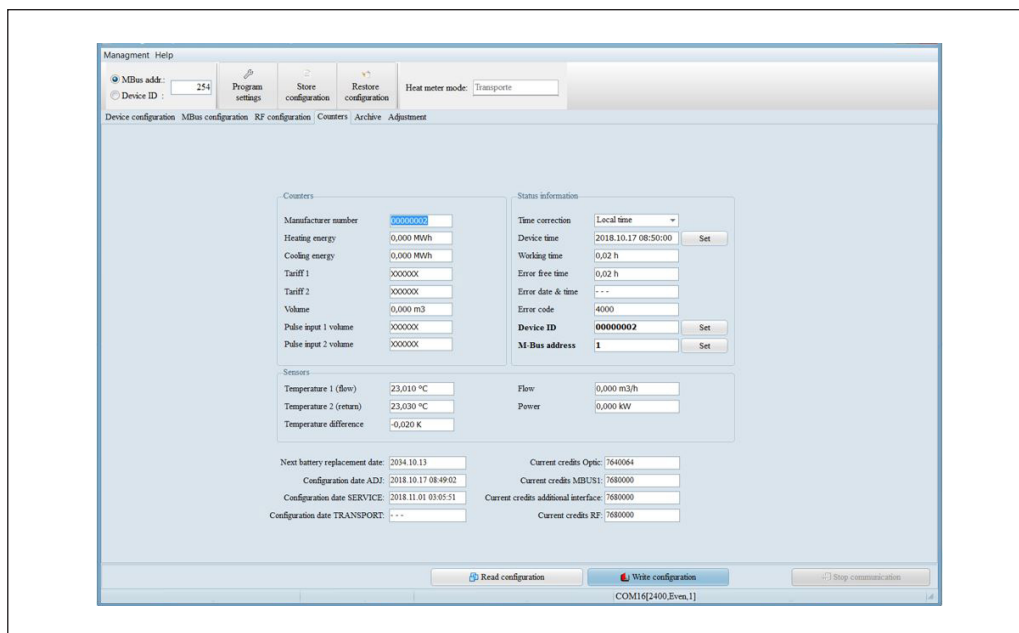 Managment Help
MBus addr.: 254
Device ID :
Program settings
Store configuration
Restore configuration
Heat meter mode: Transporte
Device configuration MBus configuration RF configuration Counters Archive Adjustment
Counters
Manufacturer number 00000002
Heating energy 0,000 MWh
Cooling energy 0,000 MWh
Tariff 1 XXXXXX
Tariff 2 XXXXXX
Volume 0,000 m3
Pulse input 1 volume XXXXXX
Pulse input 2 volume XXXXXX
Status information
Time correction Local time
Device time 2018.10.17 08:50:00 Set
Working time 0,02 h
Error free time 0,02 h
Error date & time - - -
Error code 4000
Device ID 00000002 Set
M-Bus address 1 Set
Sensors
Temperature 1 (flow) 23,010 °C
Temperature 2 (return) 23,030 °C
Temperature difference -0,020 K
Flow 0,000 m3/h
Power 0,000 kW
Next battery replacement date: 2034.10.13
Configuration date ADJ: 2018.10.17 08:49:02
Configuration date SERVICE: 2018.11.01 03:05:51
Configuration date TRANSPORT: - - -
Current credits Optic: 7640064
Current credits MBUS1: 7680000
Current credits additional interface: 7680000
Current credits RF: 7680000
Read configuration
Write configuration
Stop communication
COM16[2400,Even,1]